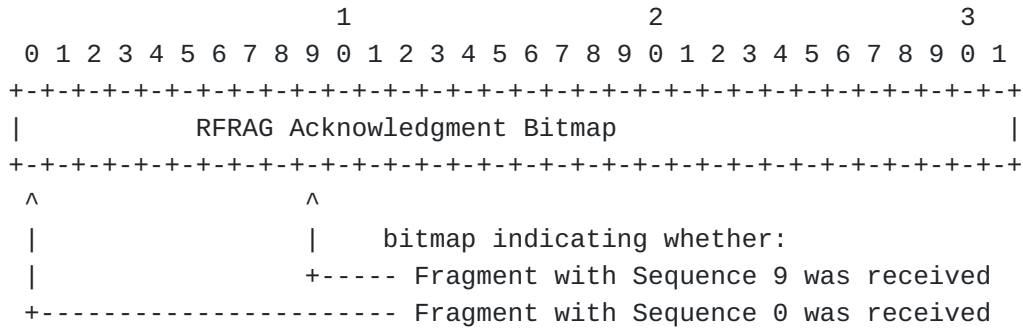 1                   2                   3
 0 1 2 3 4 5 6 7 8 9 0 1 2 3 4 5 6 7 8 9 0 1 2 3 4 5 6 7 8 9 0 1
+-+-+-+-+-+-+-+-+-+-+-+-+-+-+-+-+-+-+-+-+-+-+-+-+-+-+-+-+-+-+-+-+
|           RFRAG Acknowledgment Bitmap                         |
+-+-+-+-+-+-+-+-+-+-+-+-+-+-+-+-+-+-+-+-+-+-+-+-+-+-+-+-+-+-+-+-+
 ^                 ^
 |                 |    bitmap indicating whether:
 |                 +----- Fragment with Sequence 9 was received
 +----------------------- Fragment with Sequence 0 was received